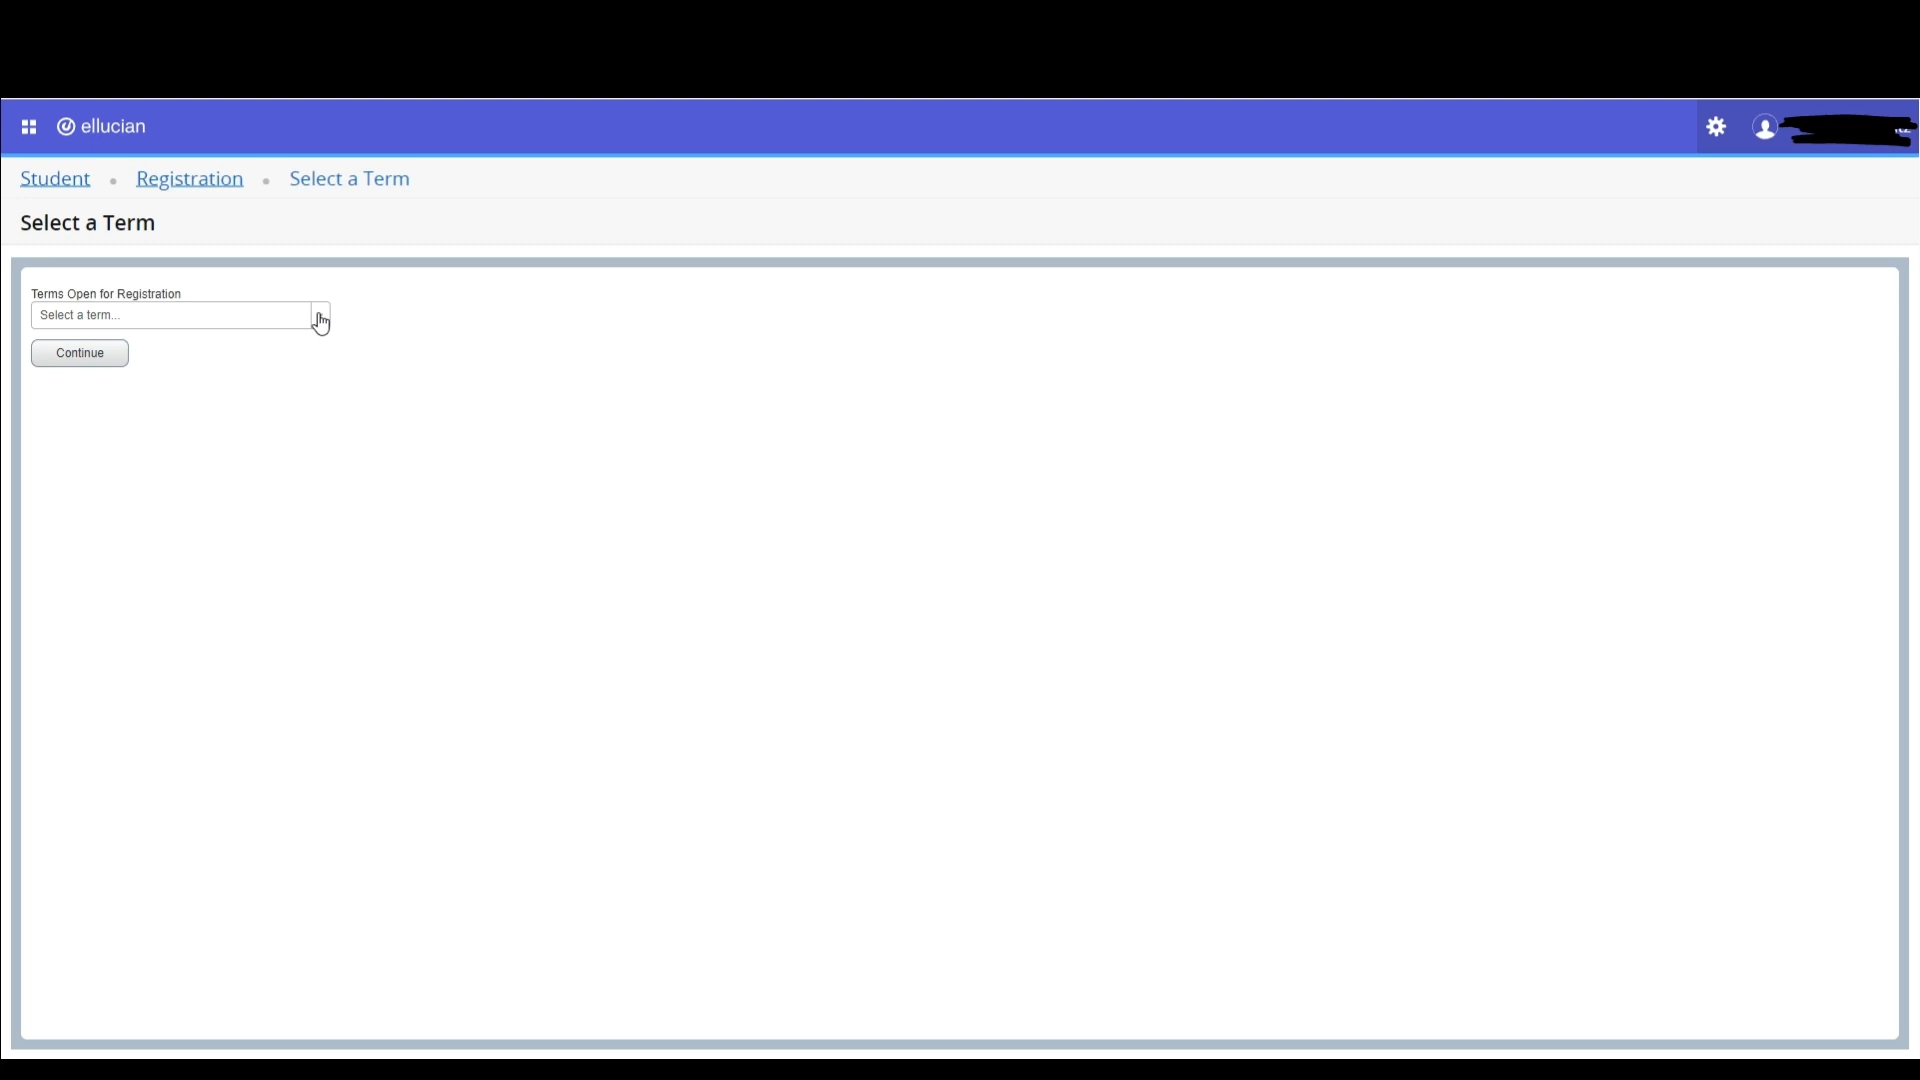 ellucian
Student • Registration • Select a Term
Select a Term
Terms Open for Registration
Select a term...
Continue